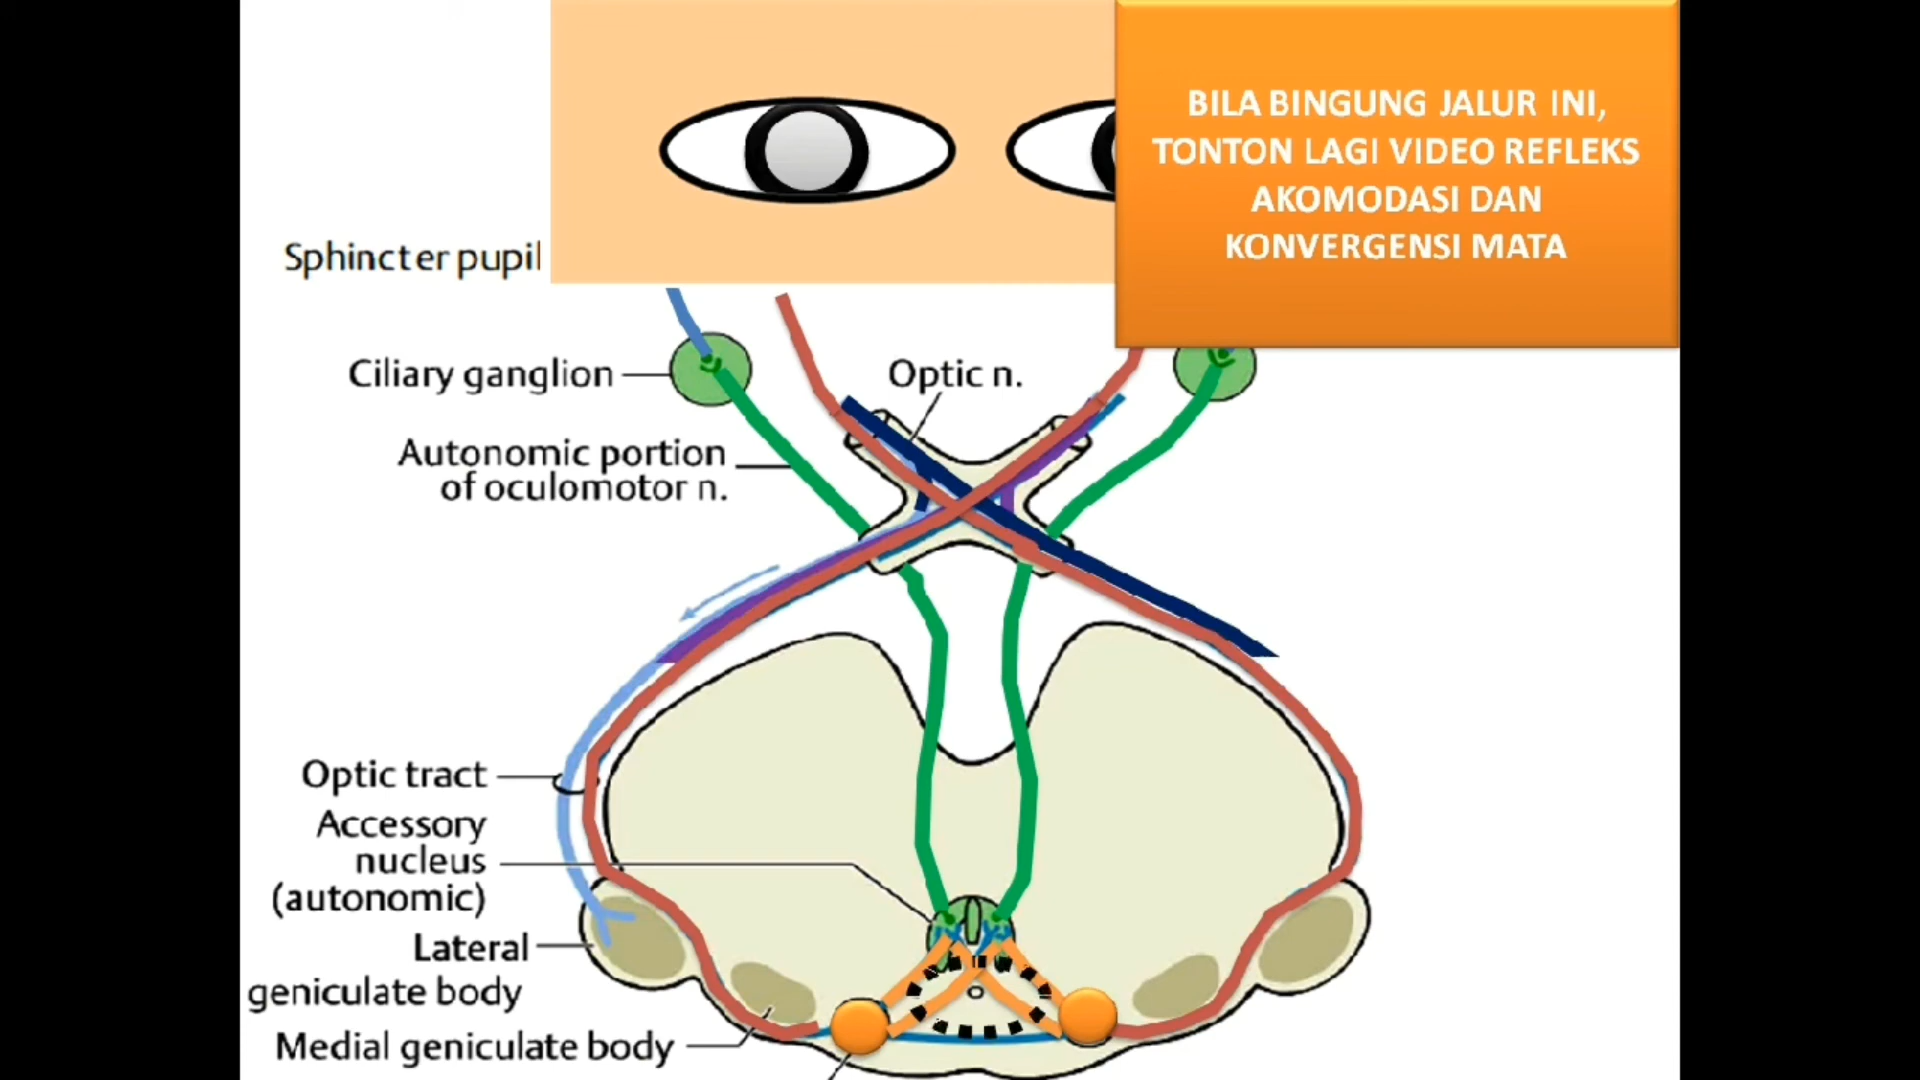 BILA BINGUNG JALUR INI,
TONTON LAGI VIDEO REFLEKS
AKOMODASI DAN
KONVERGENSI MATA
Sphincter pupil
Ciliary ganglion
Optic n.
Autonomic portion
of oculomotor n.
Optic tract
Accessory
nucleus
(autonomic)
Lateral
geniculate body
Medial geniculate body